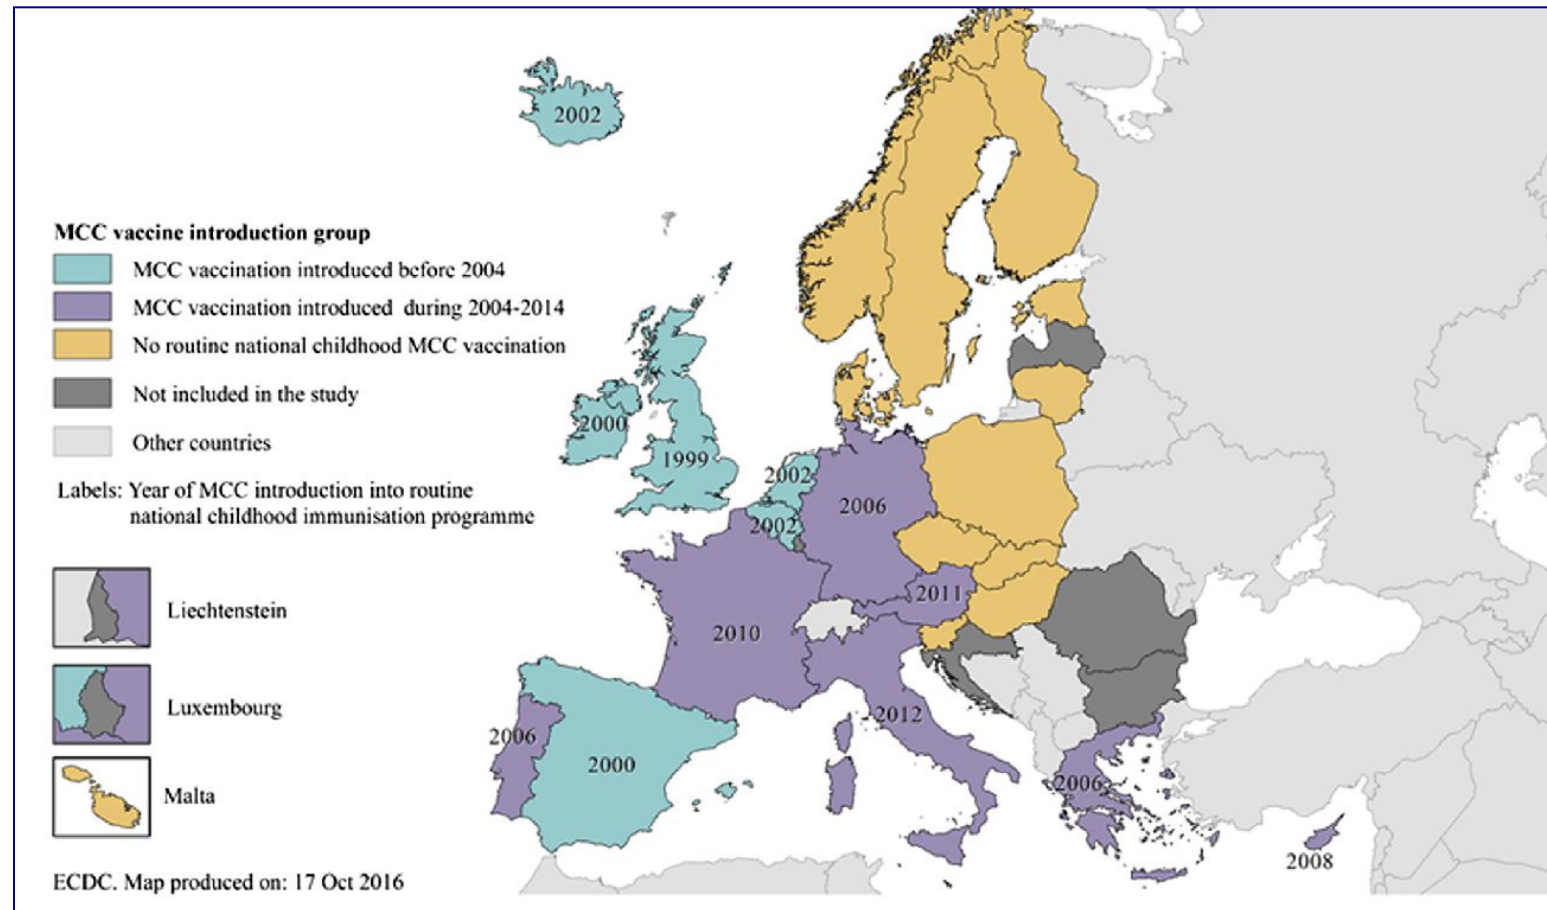 MCC vaccine introduction group
MCC vaccination introduced before 2004
MCC vaccination introduced during 2004-2014
No routine national childhood MCC vaccination
Not included in the study
Other countries
Labels: Year of MCC introduction into routine
national childhood immunisation programme
Liechtenstein
Luxembourg
Malta
ECDC. Map produced on: 17 Oct 2016
2002
2000
1999
2002
2002
2006
2011
2010
2012
2006
2000
2006
2008